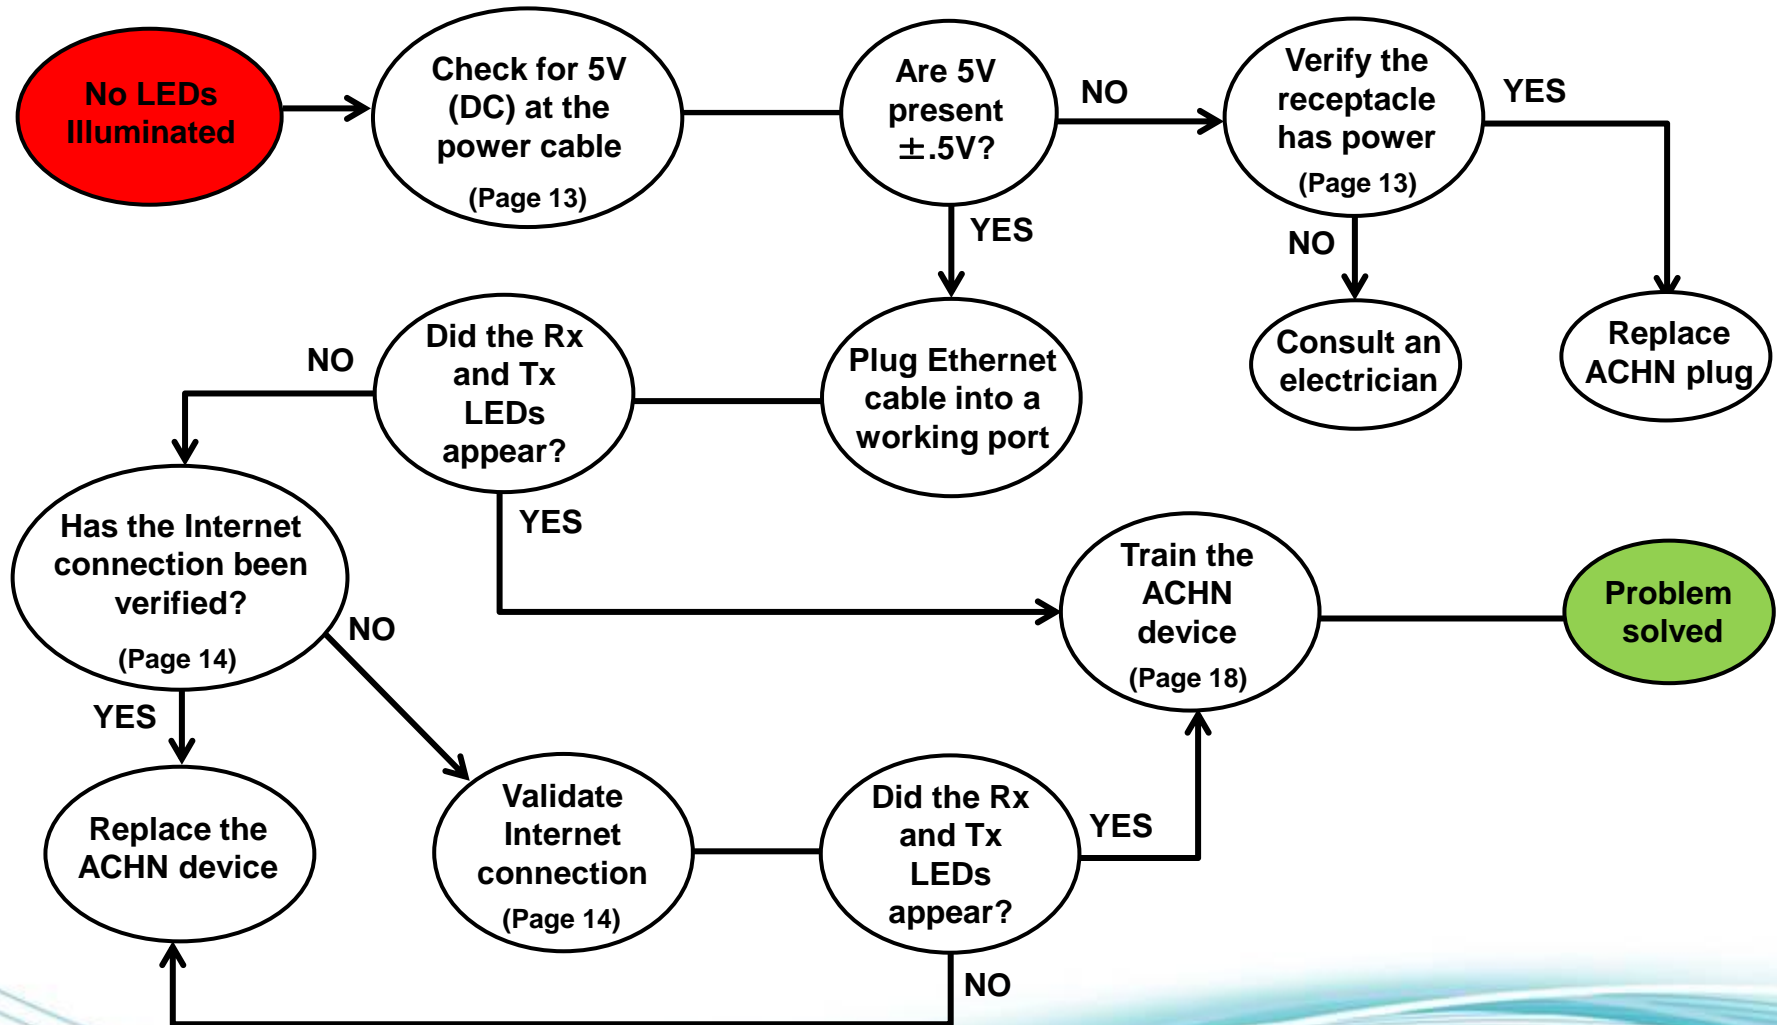 No LEDs
Illuminated
Check for 5V
(DC) at the
power cable
(Page 13)
Are 5V
present
±.5V?
NO
Verify the
receptacle
has power
(Page 13)
YES
YES
NO
Did the Rx
and Tx
LEDs
appear?
NO
Plug Ethernet
cable into a
working port
Consult an
electrician
Replace
ACHN plug
Has the Internet
connection been
verified?
(Page 14)
YES
NO
Train the
ACHN
device
(Page 18)
Problem
solved
YES
Replace the
ACHN device
Validate
Internet
connection
(Page 14)
Did the Rx
and Tx
LEDs
appear?
YES
NO